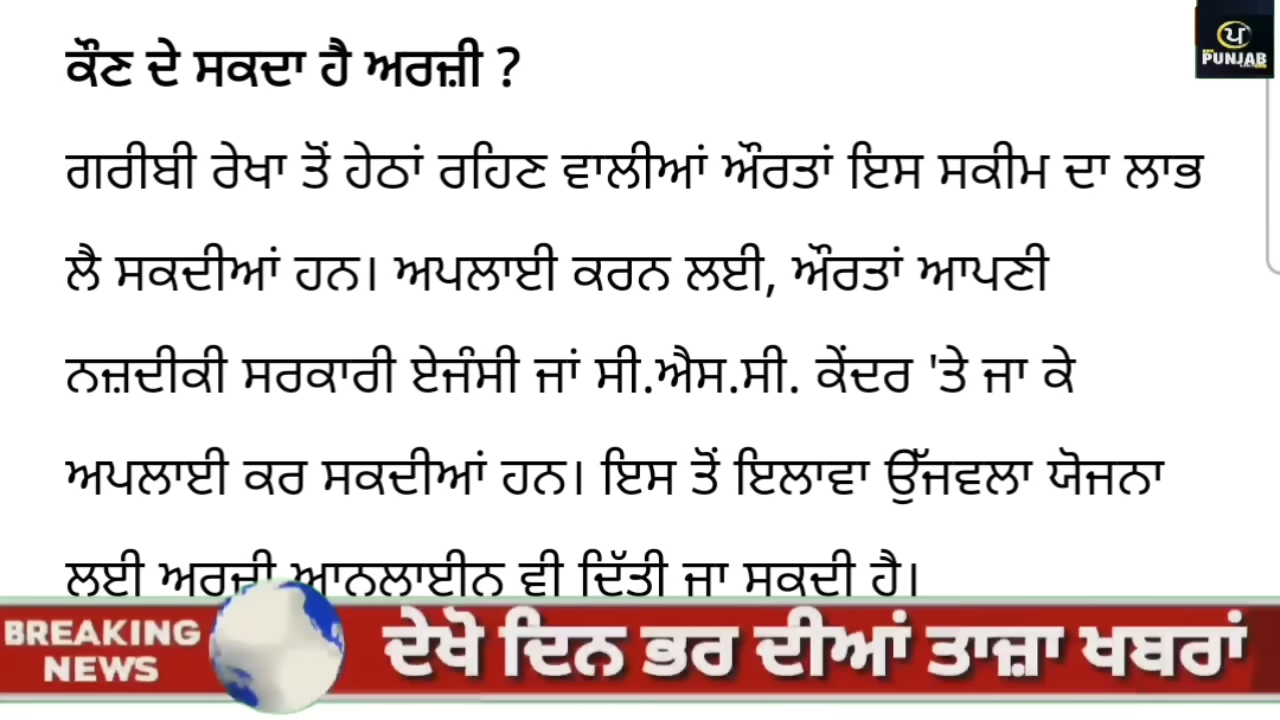 ਕੌਣ ਦੇ ਸਕਦਾ ਹੈ ਅਰਜ਼ੀ ?
ਪ
PUNJAB
ਗਰੀਬੀ ਰੇਖਾ ਤੋਂ ਹੇਠਾਂ ਰਹਿਣ ਵਾਲੀਆਂ ਔਰਤਾਂ ਇਸ ਸਕੀਮ ਦਾ ਲਾਭ
ਲੈ ਸਕਦੀਆਂ ਹਨ। ਅਪਲਾਈ ਕਰਨ ਲਈ, ਔਰਤਾਂ ਆਪਣੀ
ਨਜ਼ਦੀਕੀ ਸਰਕਾਰੀ ਏਜੰਸੀ ਜਾਂ ਸੀ.ਐਸ.ਸੀ. ਕੇਂਦਰ 'ਤੇ ਜਾ ਕੇ
ਅਪਲਾਈ ਕਰ ਸਕਦੀਆਂ ਹਨ। ਇਸ ਤੋਂ ਇਲਾਵਾ ਉੱਜਵਲਾ ਯੋਜਨਾ
ਲਈ ਅਰਜ਼ੀ ਆਨਲਾਈਨ ਵੀ ਦਿੱਤੀ ਜਾ ਸਕਦੀ ਹੈ।
BREAKING
NEWS
ਦੇਖੋ ਦਿਨ ਭਰ ਦੀਆਂ ਤਾਜ਼ਾ ਖਬਰਾਂ